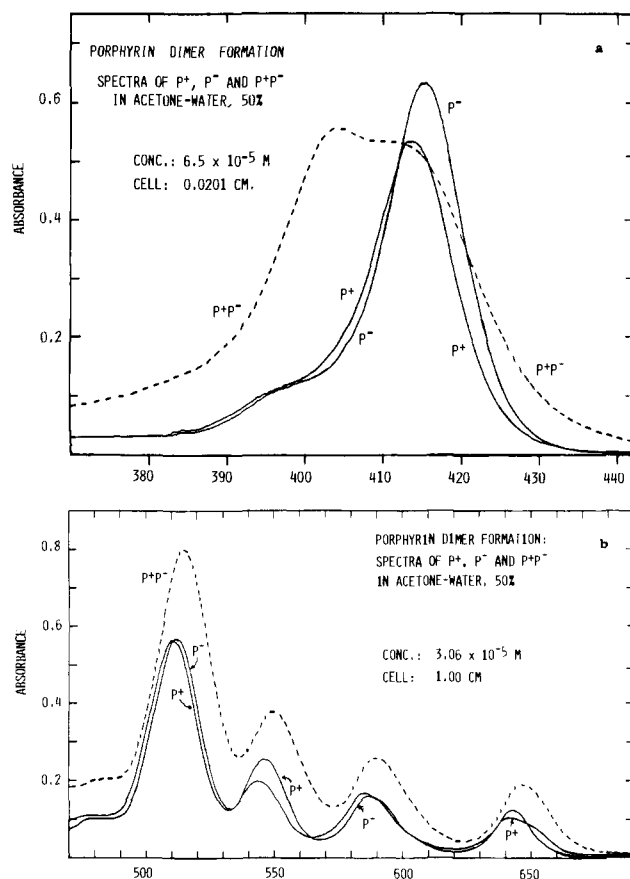 a
PORPHYRIN DIMER FORMATION
SPECTRA OF P+, P- AND P+P-
IN ACETONE-WATER, 50%
CONC.: 6.5 x 10-5 M
CELL: 0.0201 CM.
ABSORBANCE
0.6
0.4
0.2
P-
P+P-
P+
P-
P+
P+P-
380 390 400 410 420 430 440
b
PORPHYRIN DIMER FORMATION:
SPECTRA OF P+, P- AND P+P-
IN ACETONE-WATER, 50%
CONC.: 3.06 x 10-5 M
CELL: 1.00 CM
ABSORBANCE
0.8
0.6
0.4
0.2
P+P-
P-
P+
P+
P-
P+
500 550 600 650